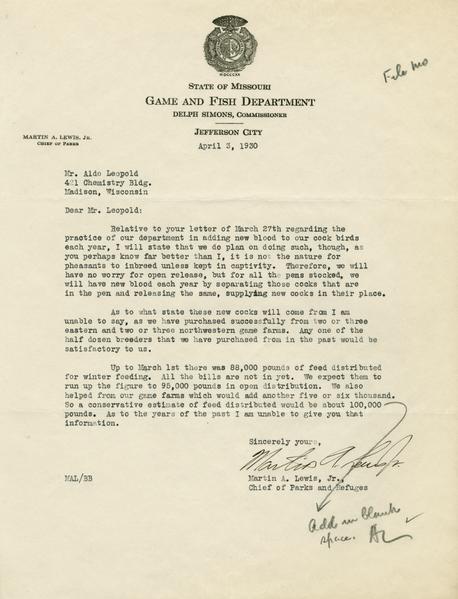 MDCCCXX
File Mo
STATE OF MISSOURI
GAME AND FISH DEPARTMENT
DELPH SIMONS, COMMISSIONER
JEFFERSON CITY
MARTIN A. LEWIS, JR.
CHIEF OF PARKS
April 3, 1930
Mr. Aldo Leopold
421 Chemistry Bldg.
Madison, Wisconsin
Dear Mr. Leopold:
Relative to your letter of March 27th regarding the
practice of our department in adding new blood to our cock birds
each year, I will state that we do plan on doing such, though, as
you perhaps know far better than I, it is not the nature for
pheasants to inbreed unless kept in captivity. Therefore, we will
have no worry for open release, but for all the pens stocked, we
will have new blood each year by separating those cocks that are
in the pen and releasing the same, supplying new cocks in their place.
As to what state these new cocks will come from I am
unable to say, as we have purchased successfully from two or three
eastern and two or three northwestern game farms. Any one of the
half dozen breeders that we have purchased from in the past would be
satisfactory to us.
Up to March 1st there was 88,000 pounds of feed distributed
for winter feeding. All the bills are not in yet. We expect them to
run up the figure to 95,000 pounds in open distribution. We also
helped from our game farms which would add another five or six thousand.
So a conservative estimate of feed distributed would be about 100,000
pounds. As to the years of the past I am unable to give you that
information.
Sincerely yours,
Martin A Lewis Jr
MAL/BB
Martin A. Lewis, Jr.,
Chief of Parks and Refuges
Add in blank
space. AL